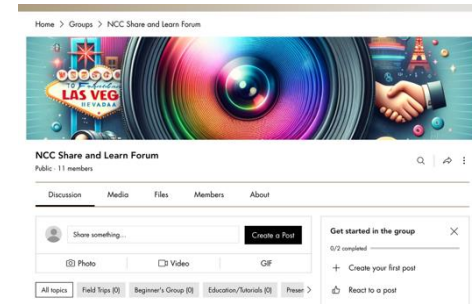 Home > Groups > NCC Share and Learn Forum
LAS VEG
NEVADAA
NCC Share and Learn Forum
Public · 11 members
Discussion Media Files Members About
Share something... Create a Post
Photo Video GIF
All topics Field Trips (0) Beginner's Group (0) Education/Tutorials (0) Presen >
Get started in the group
0/2 completed
+ Create your first post
React to a post